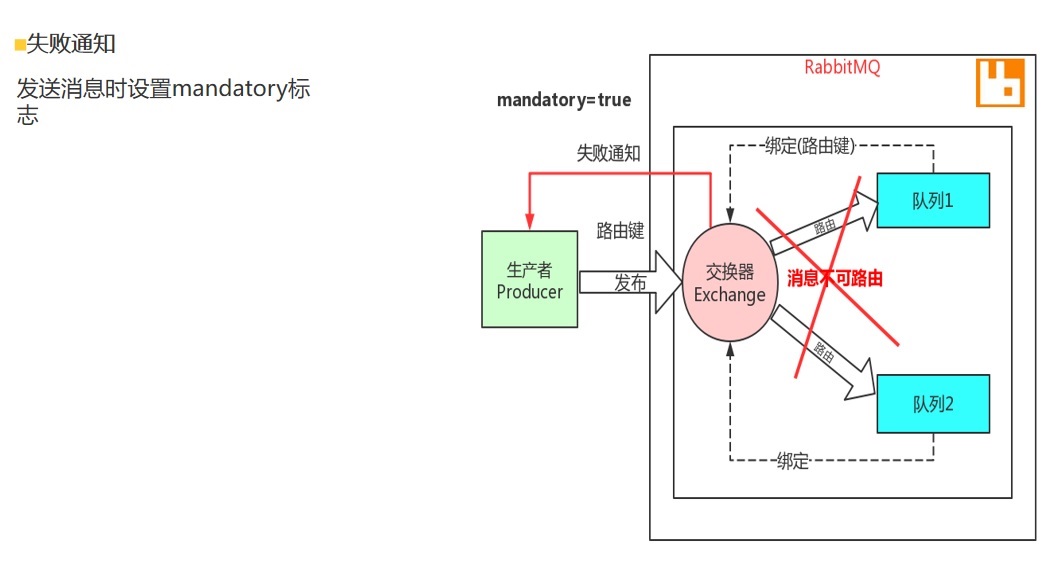 失败通知
发送消息时设置mandatory标
志
RabbitMQ
mandatory=true
绑定(路由键)
失败通知
队列1
路由
路由键
生产者
Producer
发布
交换器
Exchange
消息不可路由
路由
队列2
绑定